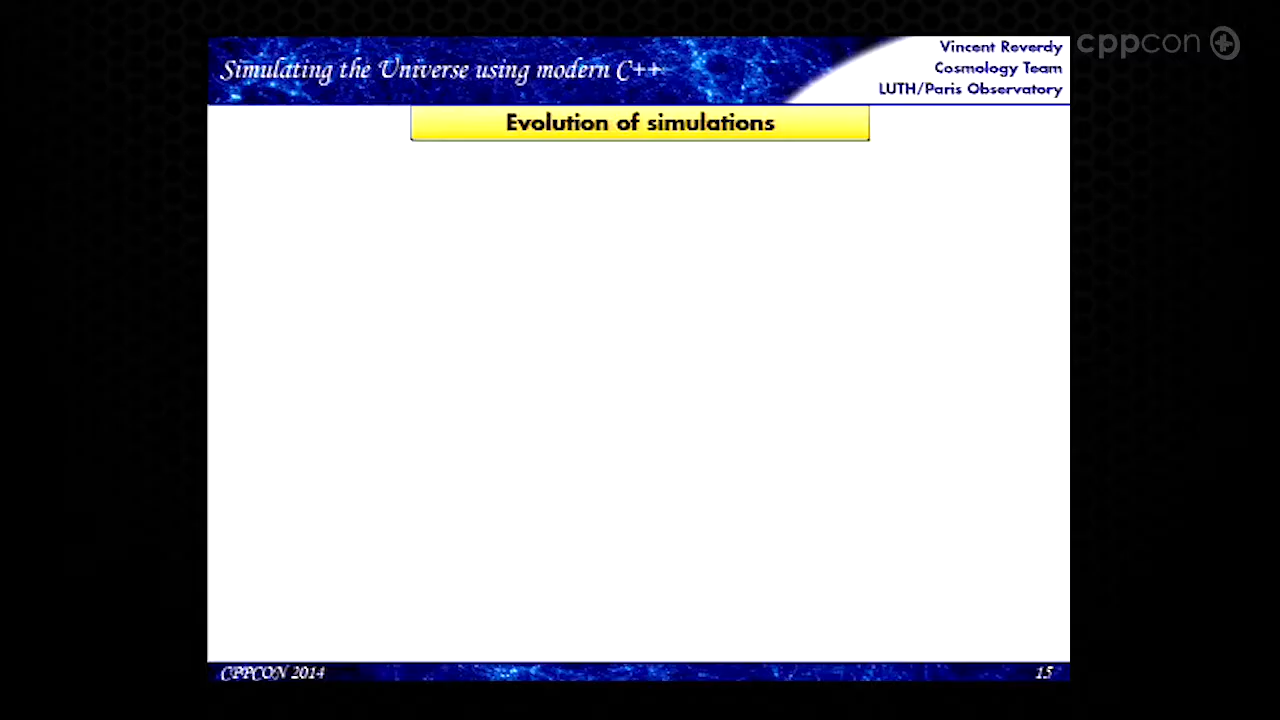 cppcon
Simulating the Universe using modern C++
Vincent Reverdy
Cosmology Team
LUTH/Paris Observatory
Evolution of simulations
CPPCON 2014
15